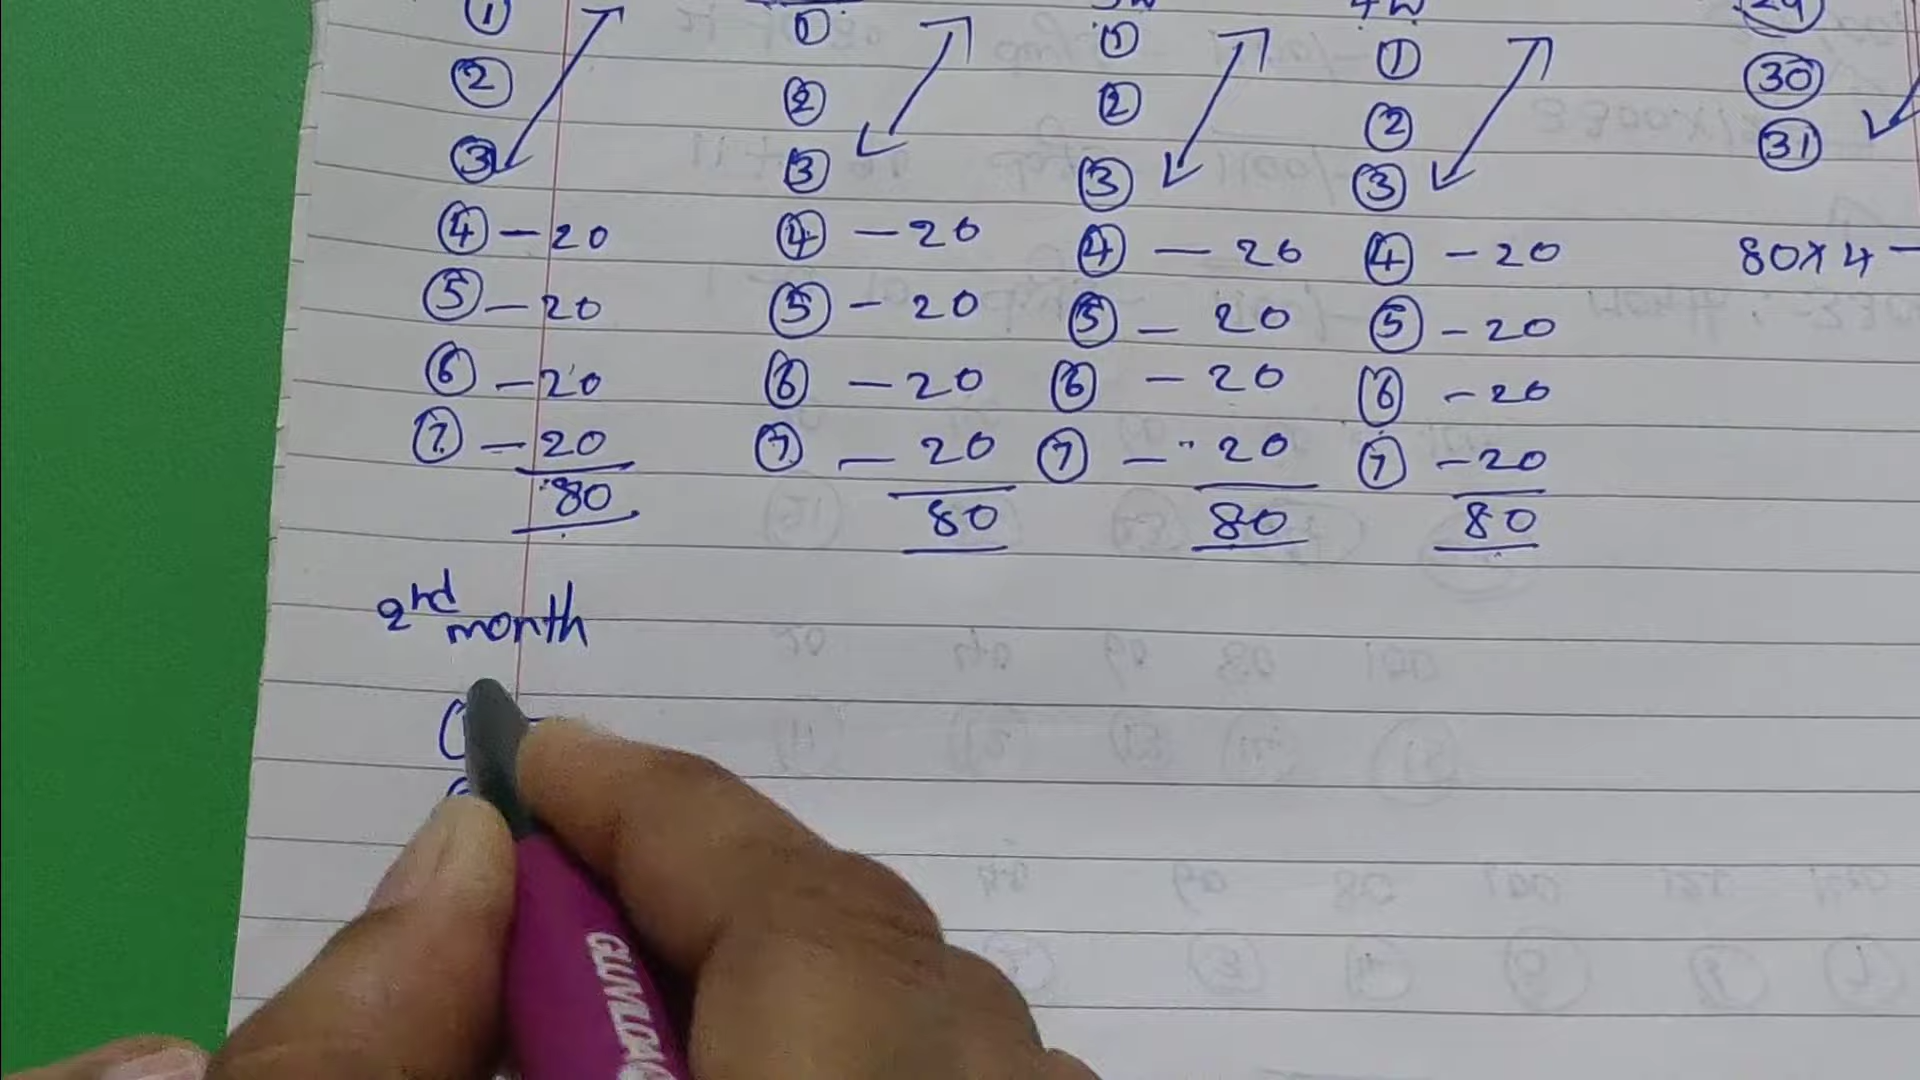 ① ① ① ① 29
② ② ② ② 30
③ ③ ③ ③ 31
④ - 20 ④ - 20 ④ - 20 ④ - 20 80 x 4 -
⑤ - 20 ⑤ - 20 ⑤ - 20 ⑤ - 20
⑥ - 20 ⑥ - 20 ⑥ - 20 ⑥ - 20
⑦ - 20 ⑦ - 20 ⑦ - 20 ⑦ - 20
80 80 80 80
2nd month